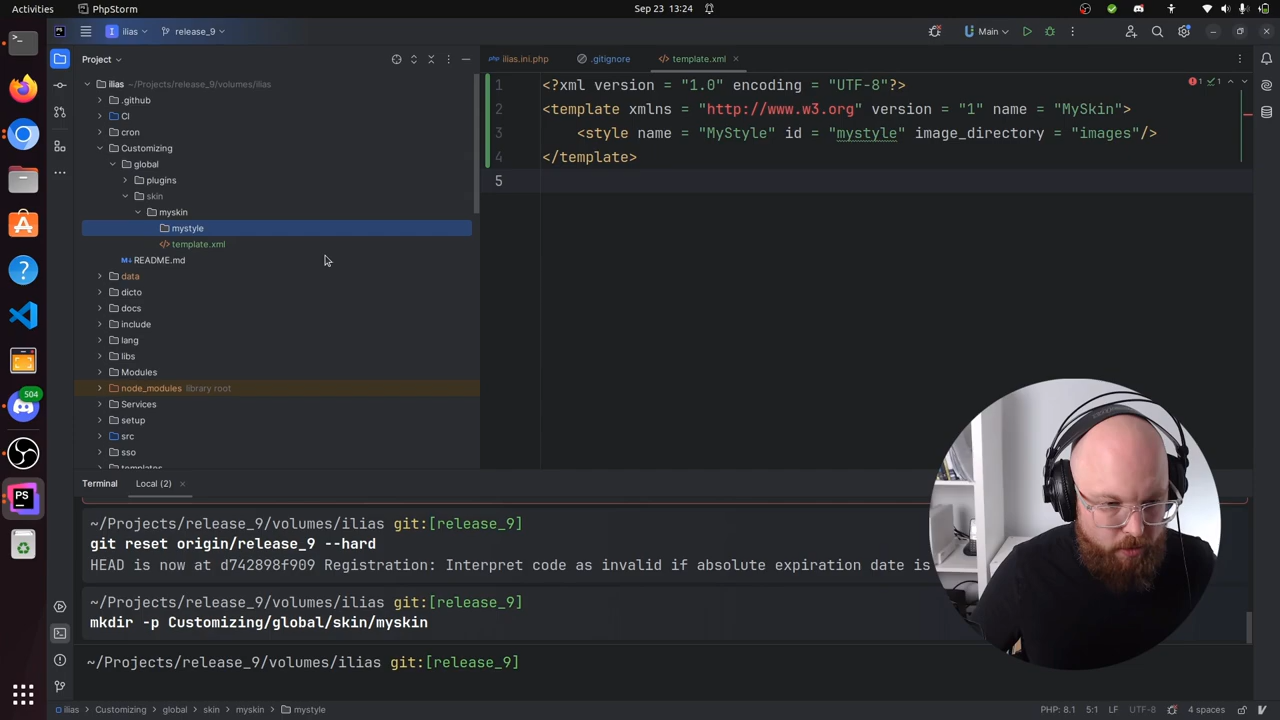 Activities
PhpStorm
Sep 23 13:24
ilias
release_9
Main
Project
ilias.ini.php
.gitignore
template.xml
ilias ~/Projects/release_9/volumes/ilias
.github
CI
cron
Customizing
global
plugins
skin
myskin
mystyle
template.xml
README.md
data
dicto
docs
include
lang
libs
Modules
node_modules library root
Services
setup
src
sso
templates
1 <?xml version = "1.0" encoding = "UTF-8"?>
2 <template xmlns = "http://www.w3.org" version = "1" name = "MySkin">
3 <style name = "MyStyle" id = "mystyle" image_directory = "images"/>
4 </template>
5
1 1
504
PS
Terminal Local (2)
~/Projects/release_9/volumes/ilias git:[release_9]
git reset origin/release_9 --hard
HEAD is now at d742898f909 Registration: Interpret code as invalid if absolute expiration date is
~/Projects/release_9/volumes/ilias git:[release_9]
mkdir -p Customizing/global/skin/myskin
~/Projects/release_9/volumes/ilias git:[release_9]
ilias > Customizing > global > skin > myskin > mystyle
PHP: 8.1 5:1 LF UTF-8 4 spaces